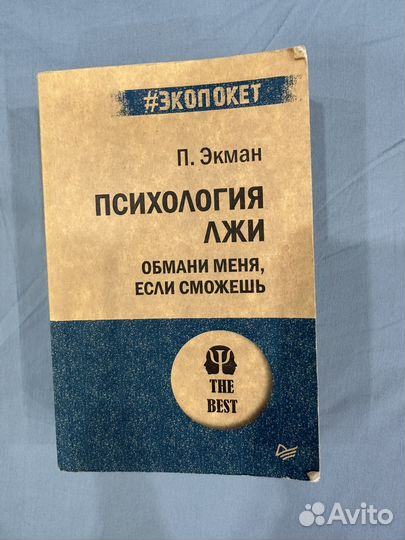 #ЭКОПОКЕТ
П. Экман
ПСИХОЛОГИЯ
ЛЖИ
ОБМАНИ МЕНЯ,
ЕСЛИ СМОЖЕШЬ
THE
BEST
Avito